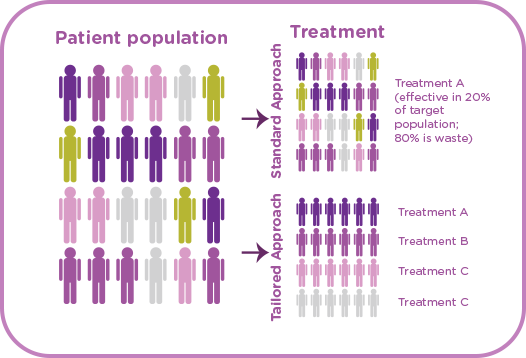 Patient population
Treatment
Standard Approach
Treatment A
(effective in 20%
of target
population;
80% is waste)
Tailored Approach
Treatment A
Treatment B
Treatment C
Treatment C